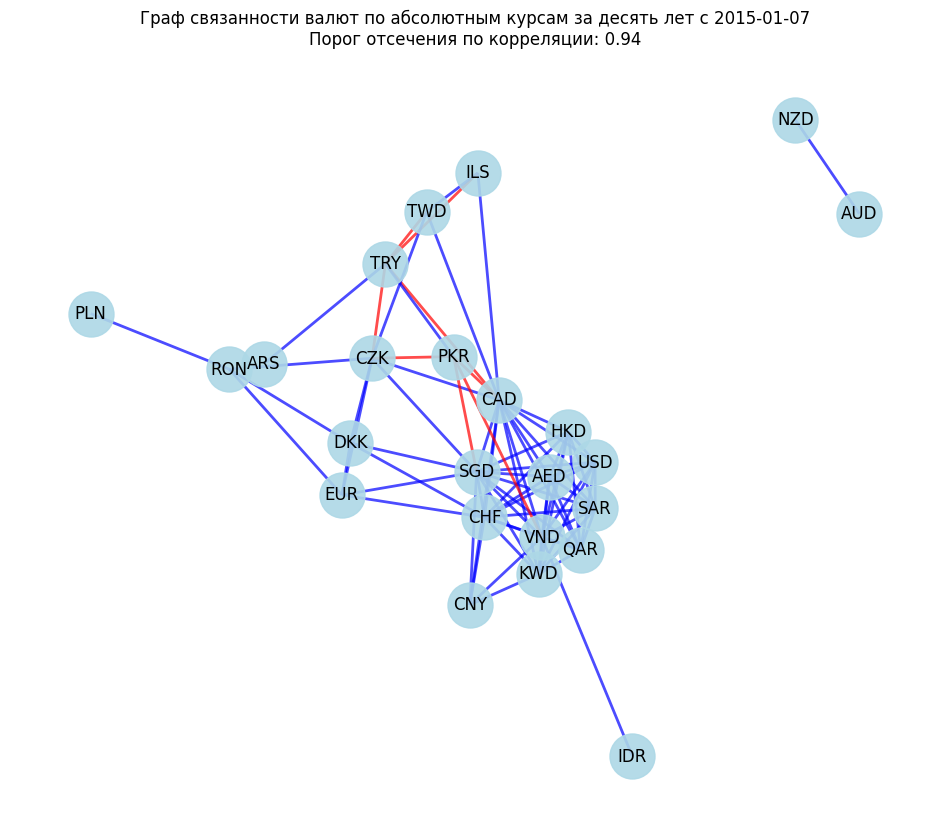 Граф связанности валют по абсолютным курсам за десять лет с 2015-01-07
Порог отсечения по корреляции: 0.94
NZD
ILS
TWD
AUD
TRY
PLN
PKR
CZK
ARS
RON
CAD
HKD
DKK
USD
SGD
AED
EUR
SAR
CHF
VND
QAR
KWD
CNY
IDR